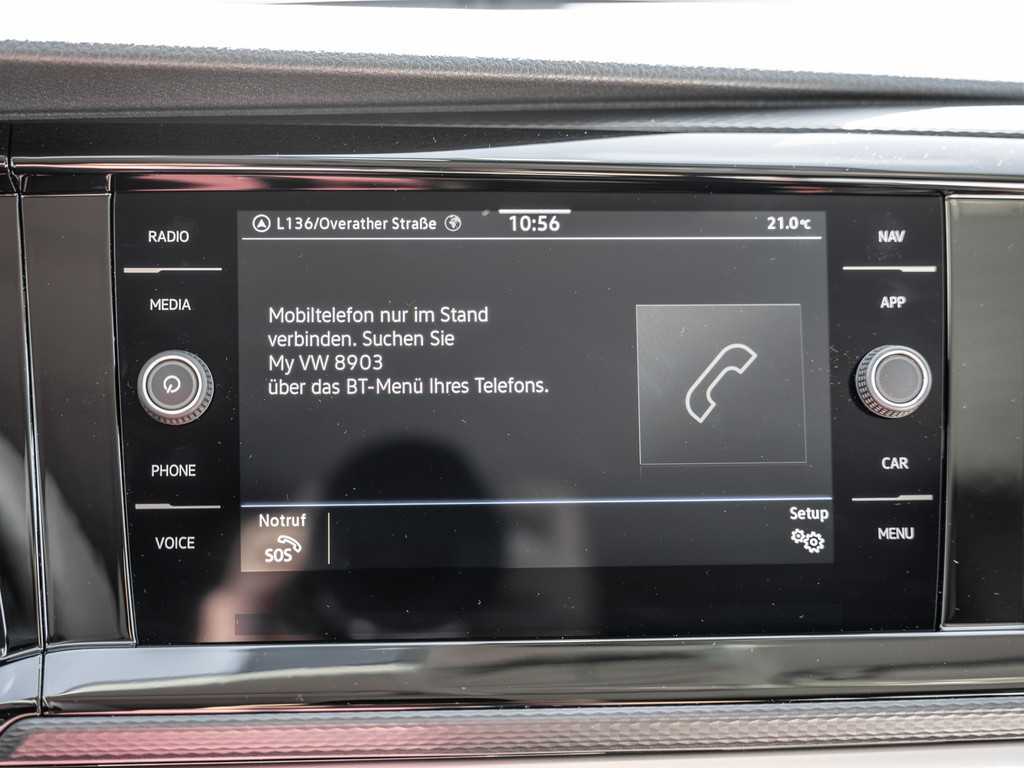 RADIO
MEDIA
PHONE
VOICE
L136/Overather Straße
10:56
21.0°C
Mobiltelefon nur im Stand
verbinden. Suchen Sie
My VW 8903
über das BT-Menü Ihres Telefons.
Notruf
SOS
Setup
NAV
APP
CAR
MENU